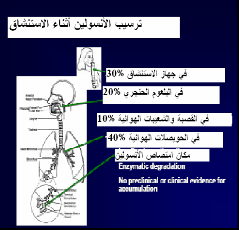 ترسيب الأنسولين أثناء الاستنشاق
في جهاز الاستنشاق 30%
في البلعوم الحنجري 20%
في القصبة والشعيبات الهوائية 10%
في الحويصلات الهوائية 40%
مكان امتصاص الأنسولين
Enzymatic degradation
No preclinical or clinical evidence for
accumulation